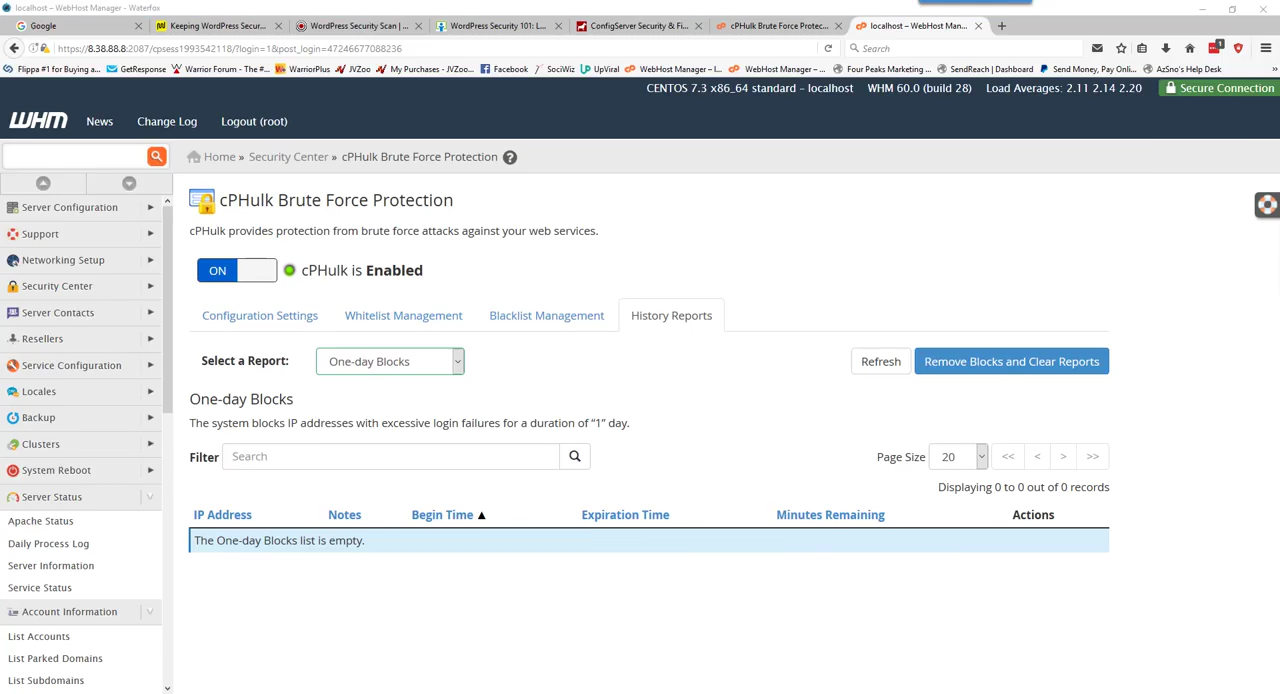 localhost – WebHost Manager - Waterfox
Google
Keeping WordPress Secur...
WordPress Security Scan | ...
WordPress Security 101: L...
ConfigServer Security & Fi...
cPHulk Brute Force Protec...
localhost – WebHost Man...
https://8.38.88.8:2087/cpsess1993542118/?login=1&post_login=47246677088236
Search
1
Flippa #1 for Buying a...
GetResponse
Warrior Forum - The #...
WarriorPlus
JVZoo
My Purchases - JVZoo...
Facebook
SociWiz
UpViral
WebHost Manager – l...
WebHost Manager –...
Four Peaks Marketing ...
SendReach | Dashboard
Send Money, Pay Onli...
AzSno's Help Desk
CENTOS 7.3 x86_64 standard – localhost WHM 60.0 (build 28) Load Averages: 2.11 2.14 2.20 Secure Connection
WHM News Change Log Logout (root)
Home » Security Center » cPHulk Brute Force Protection
Server Configuration
Support
Networking Setup
Security Center
Server Contacts
Resellers
Service Configuration
Locales
Backup
Clusters
System Reboot
Server Status
Apache Status
Daily Process Log
Server Information
Service Status
Account Information
List Accounts
List Parked Domains
List Subdomains
cPHulk Brute Force Protection
cPHulk provides protection from brute force attacks against your web services.
ON cPHulk is Enabled
Configuration Settings Whitelist Management Blacklist Management History Reports
Select a Report: One-day Blocks Refresh Remove Blocks and Clear Reports
One-day Blocks
The system blocks IP addresses with excessive login failures for a duration of “1” day.
Filter Search Page Size 20 << < > >>
Displaying 0 to 0 out of 0 records
IP Address Notes Begin Time ▲ Expiration Time Minutes Remaining Actions
The One-day Blocks list is empty.